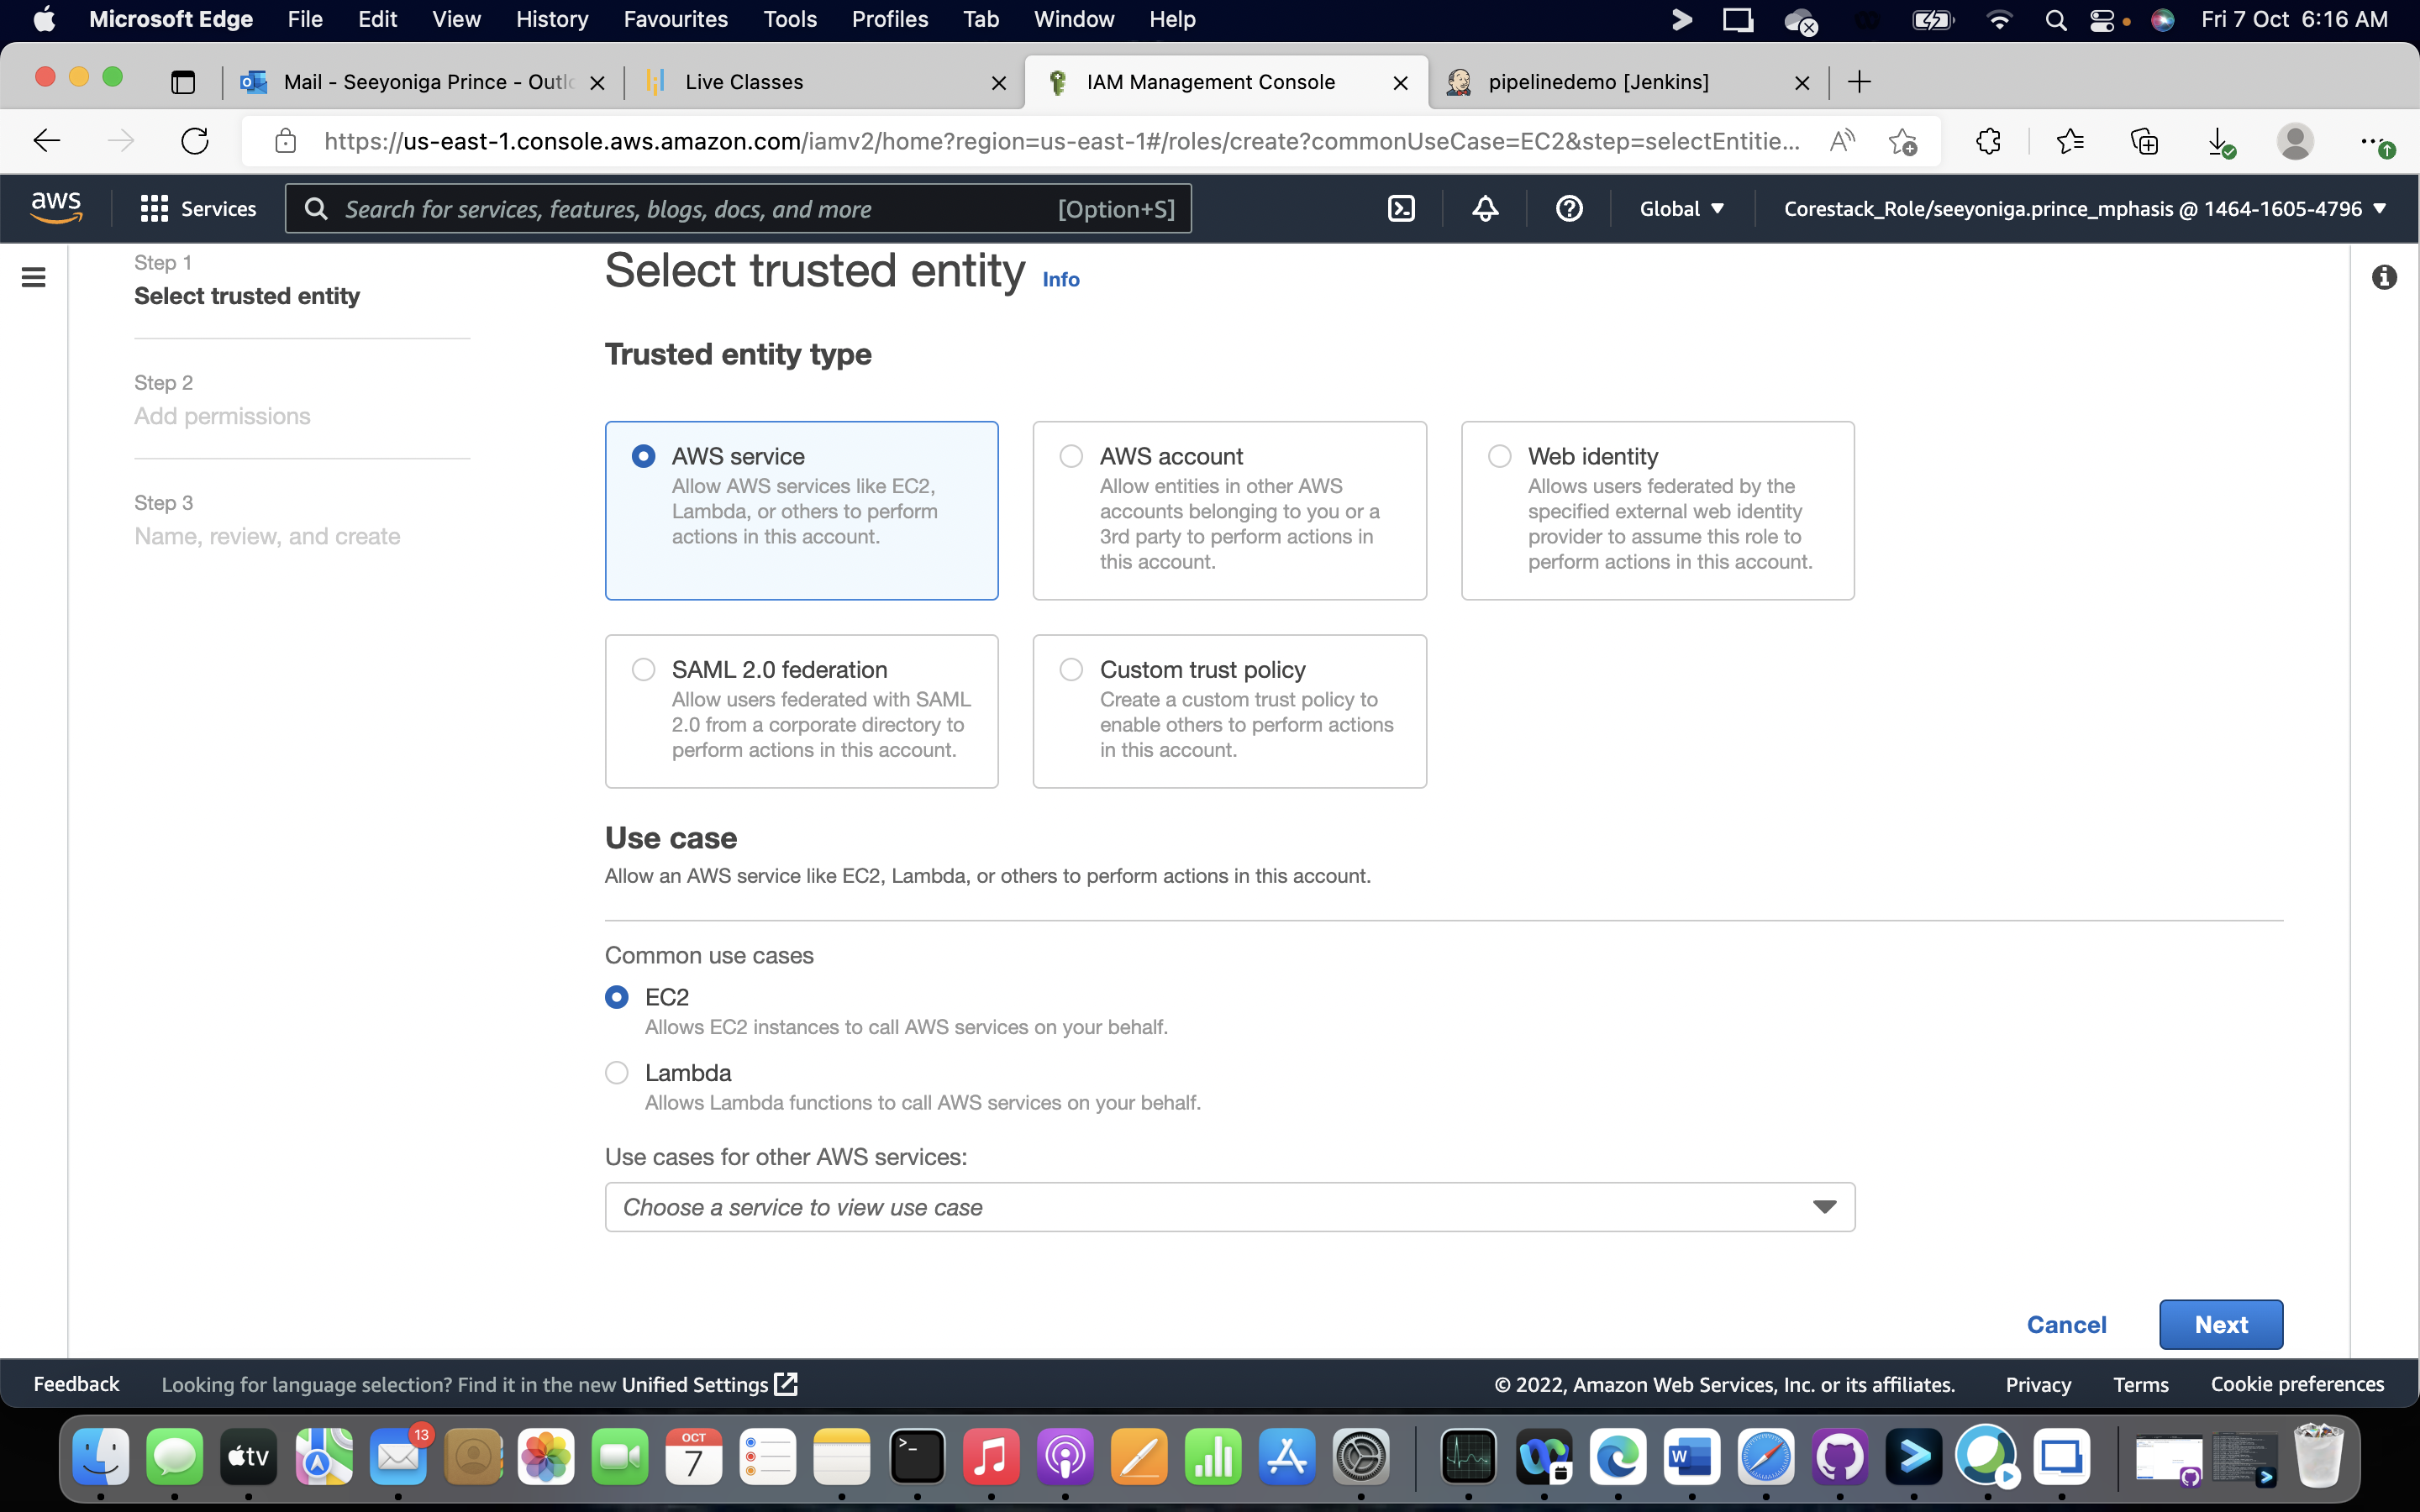 Microsoft Edge File Edit View History Favourites Tools Profiles Tab Window Help Fri 7 Oct 6:16 AM
Mail - Seeyoniga Prince - Outlo Live Classes IAM Management Console pipelinedemo [Jenkins]
https://us-east-1.console.aws.amazon.com/iamv2/home?region=us-east-1#/roles/create?commonUseCase=EC2&step=selectEntitie...
aws Services Search for services, features, blogs, docs, and more [Option+S] Global Corestack_Role/seeyoniga.prince_mphasis @ 1464-1605-4796
Step 1
Select trusted entity
Step 2
Add permissions
Step 3
Name, review, and create
Select trusted entity Info
Trusted entity type
AWS service
Allow AWS services like EC2,
Lambda, or others to perform
actions in this account.
AWS account
Allow entities in other AWS
accounts belonging to you or a
3rd party to perform actions in
this account.
Web identity
Allows users federated by the
specified external web identity
provider to assume this role to
perform actions in this account.
SAML 2.0 federation
Allow users federated with SAML
2.0 from a corporate directory to
perform actions in this account.
Custom trust policy
Create a custom trust policy to
enable others to perform actions
in this account.
Use case
Allow an AWS service like EC2, Lambda, or others to perform actions in this account.
Common use cases
EC2
Allows EC2 instances to call AWS services on your behalf.
Lambda
Allows Lambda functions to call AWS services on your behalf.
Use cases for other AWS services:
Choose a service to view use case
Cancel Next
Feedback Looking for language selection? Find it in the new Unified Settings © 2022, Amazon Web Services, Inc. or its affiliates. Privacy Terms Cookie preferences
tv 13 OCT 7 W